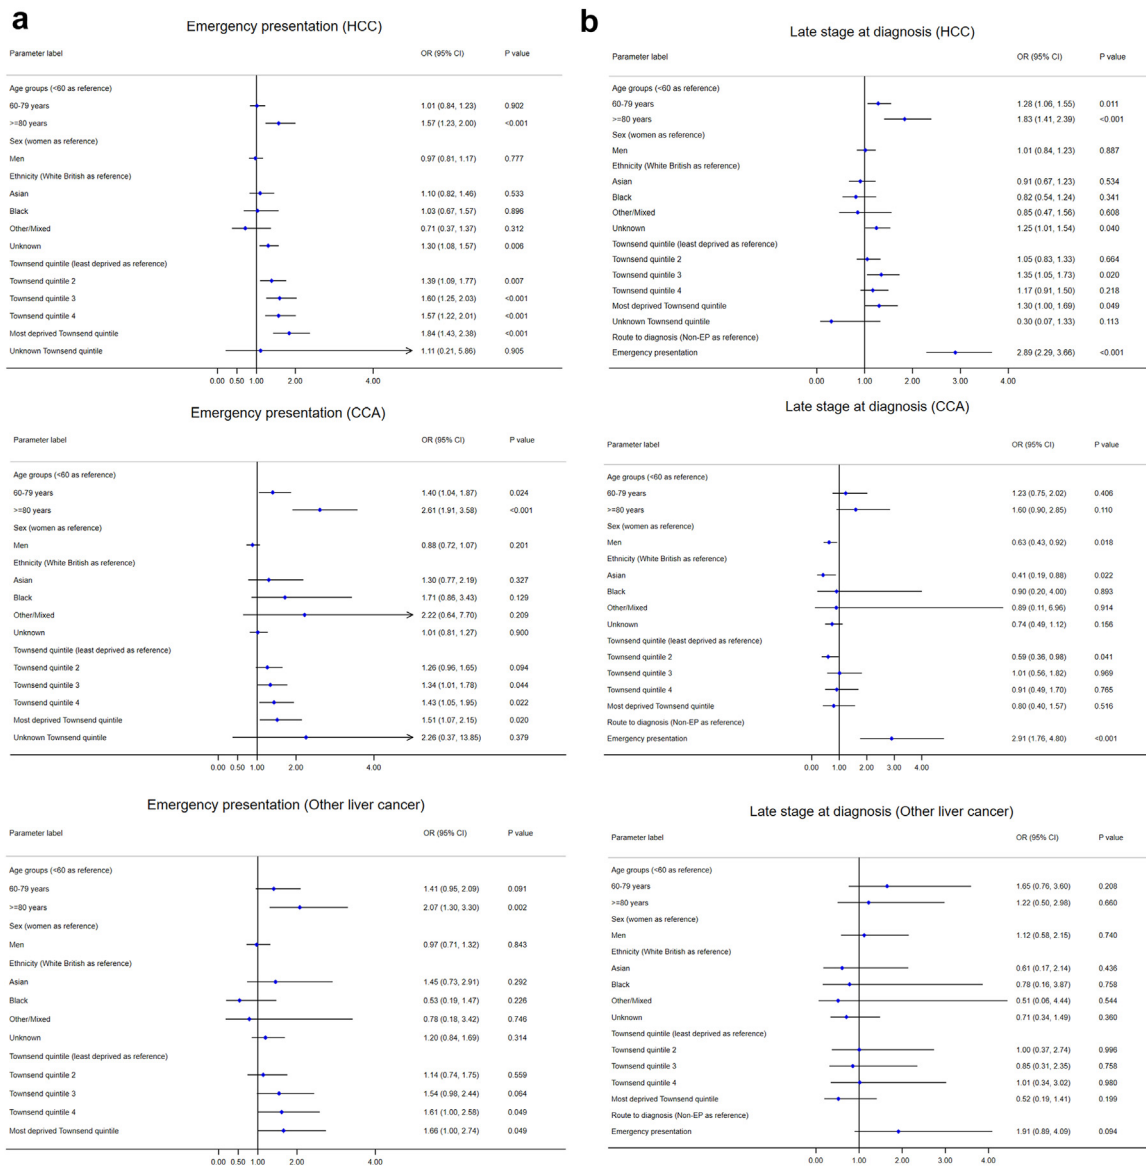 a
Emergency presentation (HCC)
Parameter label OR (95% CI) P value
Age groups (<60 as reference)
60-79 years 1.01 (0.84, 1.23) 0.902
>=80 years 1.57 (1.23, 2.00) <0.001
Sex (women as reference)
Men 0.97 (0.81, 1.17) 0.777
Ethnicity (White British as reference)
Asian 1.10 (0.82, 1.46) 0.533
Black 1.03 (0.67, 1.57) 0.896
Other/Mixed 0.71 (0.37, 1.37) 0.312
Unknown 1.30 (1.08, 1.57) 0.006
Townsend quintile (least deprived as reference)
Townsend quintile 2 1.39 (1.09, 1.77) 0.007
Townsend quintile 3 1.60 (1.25, 2.03) <0.001
Townsend quintile 4 1.57 (1.22, 2.01) <0.001
Most deprived Townsend quintile 1.84 (1.43, 2.38) <0.001
Unknown Townsend quintile 1.11 (0.21, 5.86) 0.905
0.00 0.50 1.00 2.00 4.00
Emergency presentation (CCA)
Parameter label OR (95% CI) P value
Age groups (<60 as reference)
60-79 years 1.40 (1.04, 1.87) 0.024
>=80 years 2.61 (1.91, 3.58) <0.001
Sex (women as reference)
Men 0.88 (0.72, 1.07) 0.201
Ethnicity (White British as reference)
Asian 1.30 (0.77, 2.19) 0.327
Black 1.71 (0.86, 3.43) 0.129
Other/Mixed 2.22 (0.64, 7.70) 0.209
Unknown 1.01 (0.81, 1.27) 0.900
Townsend quintile (least deprived as reference)
Townsend quintile 2 1.26 (0.96, 1.65) 0.094
Townsend quintile 3 1.34 (1.01, 1.78) 0.044
Townsend quintile 4 1.43 (1.05, 1.95) 0.022
Most deprived Townsend quintile 1.51 (1.07, 2.15) 0.020
Unknown Townsend quintile 2.26 (0.37, 13.85) 0.379
0.00 0.50 1.00 2.00 4.00
Emergency presentation (Other liver cancer)
Parameter label OR (95% CI) P value
Age groups (<60 as reference)
60-79 years 1.41 (0.95, 2.09) 0.091
>=80 years 2.07 (1.30, 3.30) 0.002
Sex (women as reference)
Men 0.97 (0.71, 1.32) 0.843
Ethnicity (White British as reference)
Asian 1.45 (0.73, 2.91) 0.292
Black 0.53 (0.19, 1.47) 0.226
Other/Mixed 0.78 (0.18, 3.42) 0.746
Unknown 1.20 (0.84, 1.69) 0.314
Townsend quintile (least deprived as reference)
Townsend quintile 2 1.14 (0.74, 1.75) 0.559
Townsend quintile 3 1.54 (0.98, 2.44) 0.064
Townsend quintile 4 1.61 (1.00, 2.58) 0.049
Most deprived Townsend quintile 1.66 (1.00, 2.74) 0.049
0.00 0.50 1.00 2.00 4.00
b
Late stage at diagnosis (HCC)
Parameter label OR (95% CI) P value
Age groups (<60 as reference)
60-79 years 1.28 (1.06, 1.55) 0.011
>=80 years 1.83 (1.41, 2.39) <0.001
Sex (women as reference)
Men 1.01 (0.84, 1.23) 0.887
Ethnicity (White British as reference)
Asian 0.91 (0.67, 1.23) 0.534
Black 0.82 (0.54, 1.24) 0.341
Other/Mixed 0.85 (0.47, 1.56) 0.608
Unknown 1.25 (1.01, 1.54) 0.040
Townsend quintile (least deprived as reference)
Townsend quintile 2 1.05 (0.83, 1.33) 0.664
Townsend quintile 3 1.35 (1.05, 1.73) 0.020
Townsend quintile 4 1.17 (0.91, 1.50) 0.218
Most deprived Townsend quintile 1.30 (1.00, 1.69) 0.049
Unknown Townsend quintile 0.30 (0.07, 1.33) 0.113
Route to diagnosis (Non-EP as reference)
Emergency presentation 2.89 (2.29, 3.66) <0.001
0.00 1.00 2.00 3.00 4.00
Late stage at diagnosis (CCA)
Parameter label OR (95% CI) P value
Age groups (<60 as reference)
60-79 years 1.23 (0.75, 2.02) 0.406
>=80 years 1.60 (0.90, 2.85) 0.110
Sex (women as reference)
Men 0.63 (0.43, 0.92) 0.018
Ethnicity (White British as reference)
Asian 0.41 (0.19, 0.88) 0.022
Black 0.90 (0.20, 4.00) 0.893
Other/Mixed 0.89 (0.11, 6.96) 0.914
Unknown 0.74 (0.49, 1.12) 0.156
Townsend quintile (least deprived as reference)
Townsend quintile 2 0.59 (0.36, 0.98) 0.041
Townsend quintile 3 1.01 (0.56, 1.82) 0.969
Townsend quintile 4 0.91 (0.49, 1.70) 0.765
Most deprived Townsend quintile 0.80 (0.40, 1.57) 0.516
Route to diagnosis (Non-EP as reference)
Emergency presentation 2.91 (1.76, 4.80) <0.001
0.00 1.00 2.00 3.00 4.00
Late stage at diagnosis (Other liver cancer)
Parameter label OR (95% CI) P value
Age groups (<60 as reference)
60-79 years 1.65 (0.76, 3.60) 0.208
>=80 years 1.22 (0.50, 2.98) 0.660
Sex (women as reference)
Men 1.12 (0.58, 2.15) 0.740
Ethnicity (White British as reference)
Asian 0.61 (0.17, 2.14) 0.436
Black 0.78 (0.16, 3.87) 0.758
Other/Mixed 0.51 (0.06, 4.44) 0.544
Unknown 0.71 (0.34, 1.49) 0.360
Townsend quintile (least deprived as reference)
Townsend quintile 2 1.00 (0.37, 2.74) 0.996
Townsend quintile 3 0.85 (0.31, 2.35) 0.758
Townsend quintile 4 1.01 (0.34, 3.02) 0.980
Most deprived Townsend quintile 0.52 (0.19, 1.41) 0.199
Route to diagnosis (Non-EP as reference)
Emergency presentation 1.91 (0.89, 4.09) 0.094
0.00 1.00 2.00 3.00 4.00